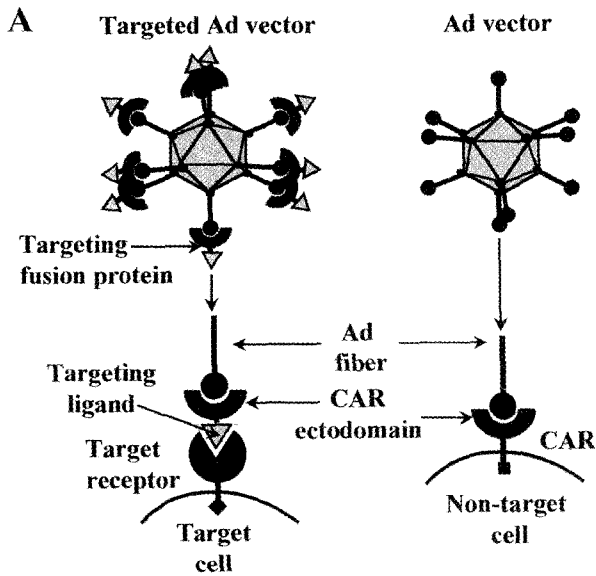 A
Targeted Ad vector
Ad vector
Targeting
fusion protein
Ad
fiber
Targeting
ligand
CAR
ectodomain
Target
receptor
CAR
Target
cell
Non-target
cell